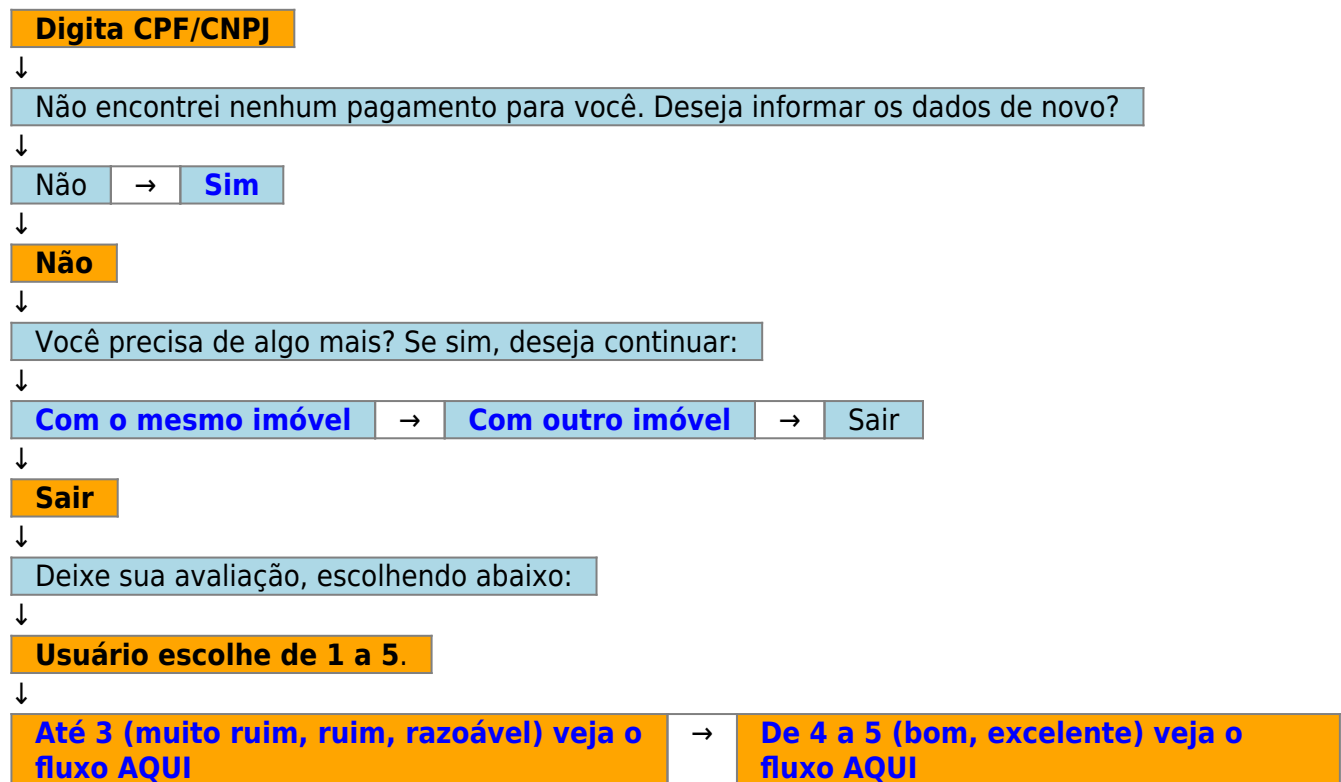 Digita CPF/CNPJ
↓
Não encontrei nenhum pagamento para você. Deseja informar os dados de novo?
↓
Não → Sim
↓
Não
↓
Você precisa de algo mais? Se sim, deseja continuar:
↓
Com o mesmo imóvel → Com outro imóvel → Sair
↓
Sair
↓
Deixe sua avaliação, escolhendo abaixo:
↓
Usuário escolhe de 1 a 5.
↓
Até 3 (muito ruim, ruim, razoável) veja o
fluxo AQUI
→
De 4 a 5 (bom, excelente) veja o
fluxo AQUI